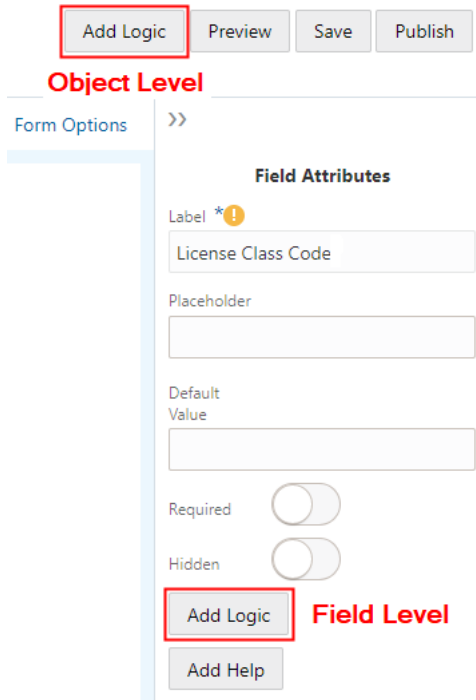 Add Logic Preview Save Publish
Object Level
Form Options
Field Attributes
Label *
License Class Code
Placeholder
Default
Value
Required
Hidden
Add Logic Field Level
Add Help